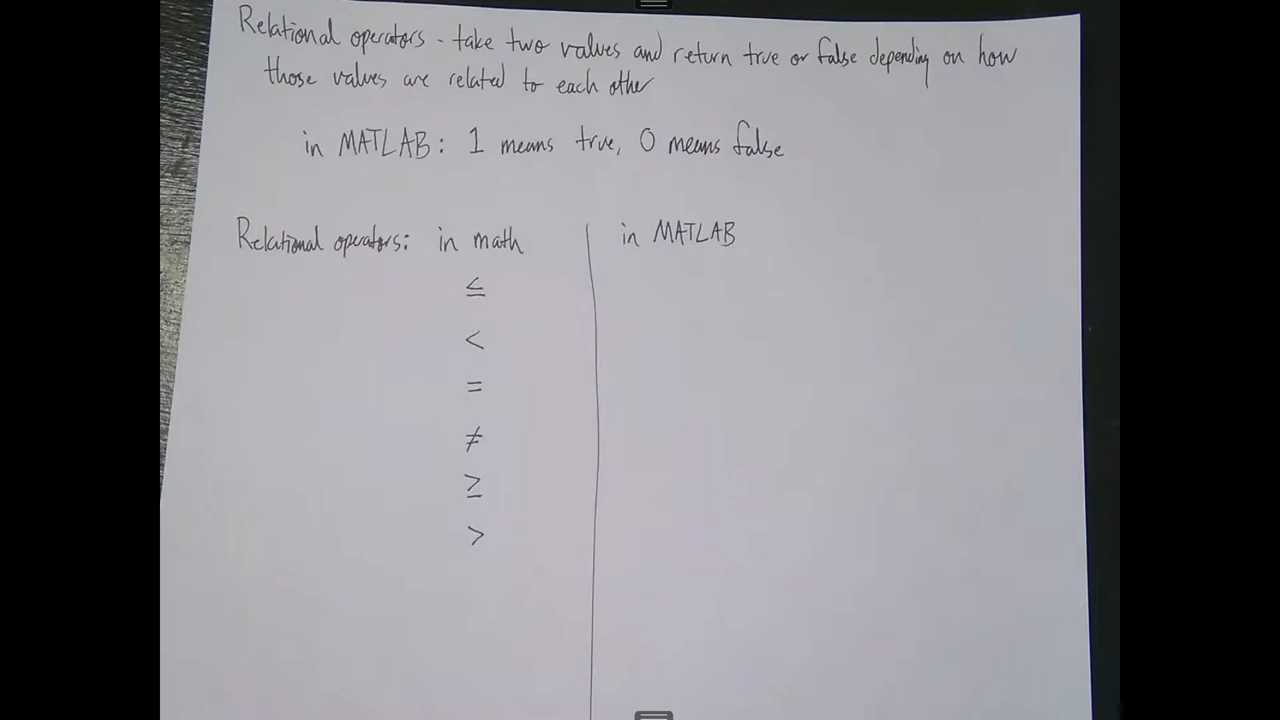 Relational operators - take two values and return true or false depending on how
those values are related to each other
in MATLAB: 1 means true, 0 means false
Relational operators: in math in MATLAB
≤
<
=
≠
≥
>